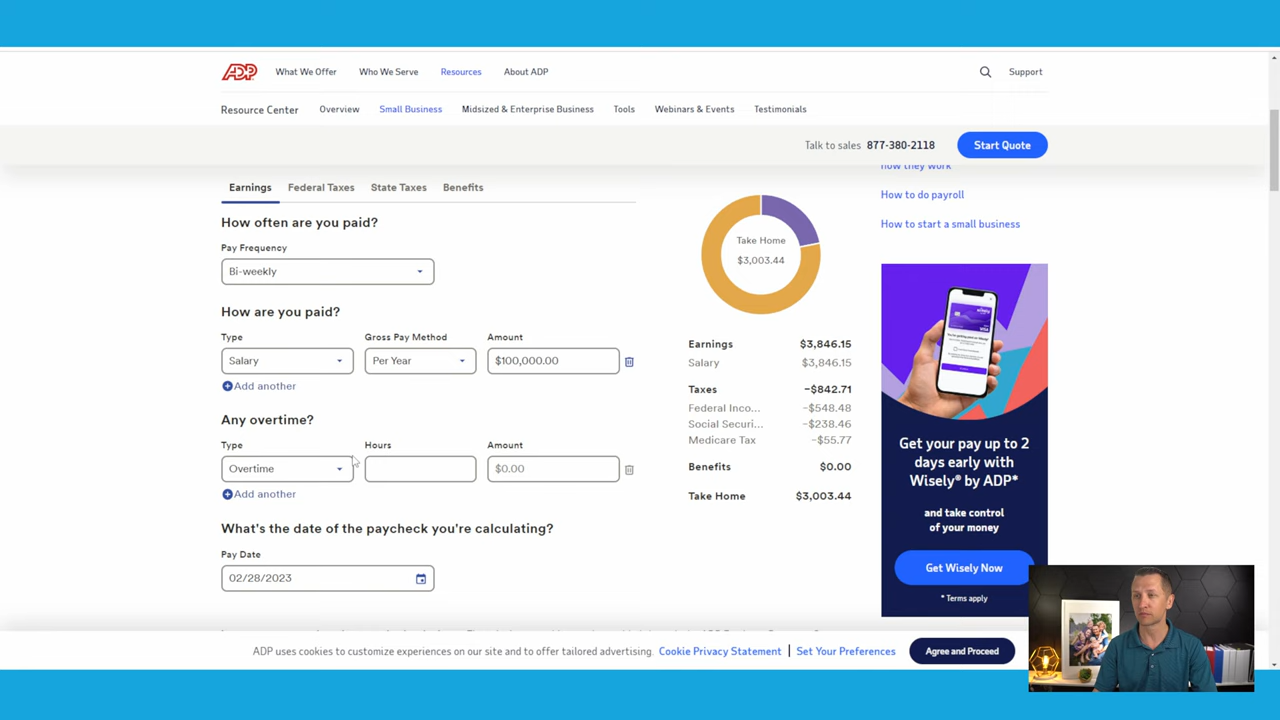 ADP
What We Offer
Who We Serve
Resources
About ADP
Support
Resource Center
Overview
Small Business
Midsized & Enterprise Business
Tools
Webinars & Events
Testimonials
Talk to sales 877-380-2118
Start Quote
how they work
How to do payroll
How to start a small business
Earnings
Federal Taxes
State Taxes
Benefits
How often are you paid?
Pay Frequency
Bi-weekly
How are you paid?
Type
Gross Pay Method
Amount
Salary
Per Year
$100,000.00
Add another
Any overtime?
Type
Hours
Amount
Overtime
$0.00
Add another
What's the date of the paycheck you're calculating?
Pay Date
02/28/2023
Take Home
$3,003.44
Earnings $3,846.15
Salary $3,846.15
Taxes −$842.71
Federal Inco... −$548.48
Social Securi... −$238.46
Medicare Tax −$55.77
Benefits $0.00
Take Home $3,003.44
Get your pay up to 2
days early with
Wisely® by ADP*
and take control
of your money
Get Wisely Now
* Terms apply
ADP uses cookies to customize experiences on our site and to offer tailored advertising.
Cookie Privacy Statement
Set Your Preferences
Agree and Proceed